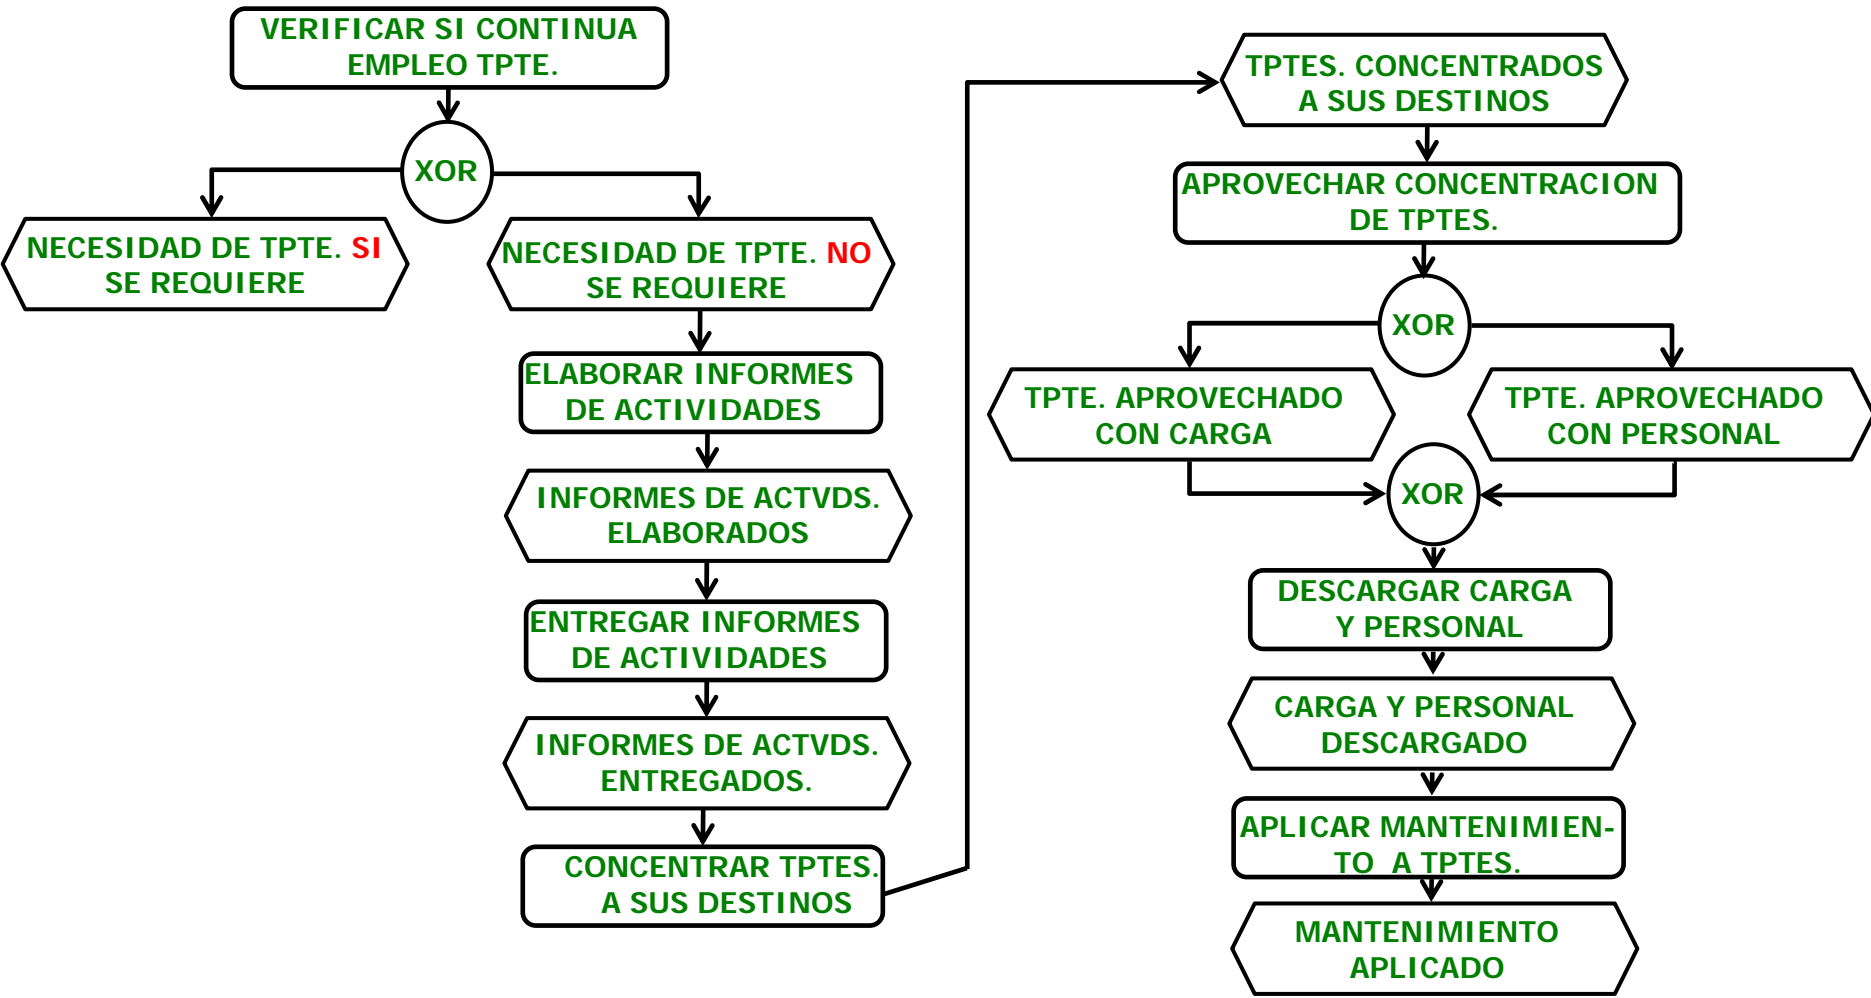 VERIFICAR SI CONTINUA
EMPLEO TPTE.
XOR
NECESIDAD DE TPTE. SI
SE REQUIERE
NECESIDAD DE TPTE. NO
SE REQUIERE
ELABORAR INFORMES
DE ACTIVIDADES
INFORMES DE ACTVDS.
ELABORADOS
ENTREGAR INFORMES
DE ACTIVIDADES
INFORMES DE ACTVDS.
ENTREGADOS.
CONCENTRAR TPTES.
A SUS DESTINOS
TPTES. CONCENTRADOS
A SUS DESTINOS
APROVECHAR CONCENTRACION
DE TPTES.
XOR
TPTE. APROVECHADO
CON CARGA
TPTE. APROVECHADO
CON PERSONAL
XOR
DESCARGAR CARGA
Y PERSONAL
CARGA Y PERSONAL
DESCARGADO
APLICAR MANTENIMIEN-
TO A TPTES.
MANTENIMIENTO
APLICADO